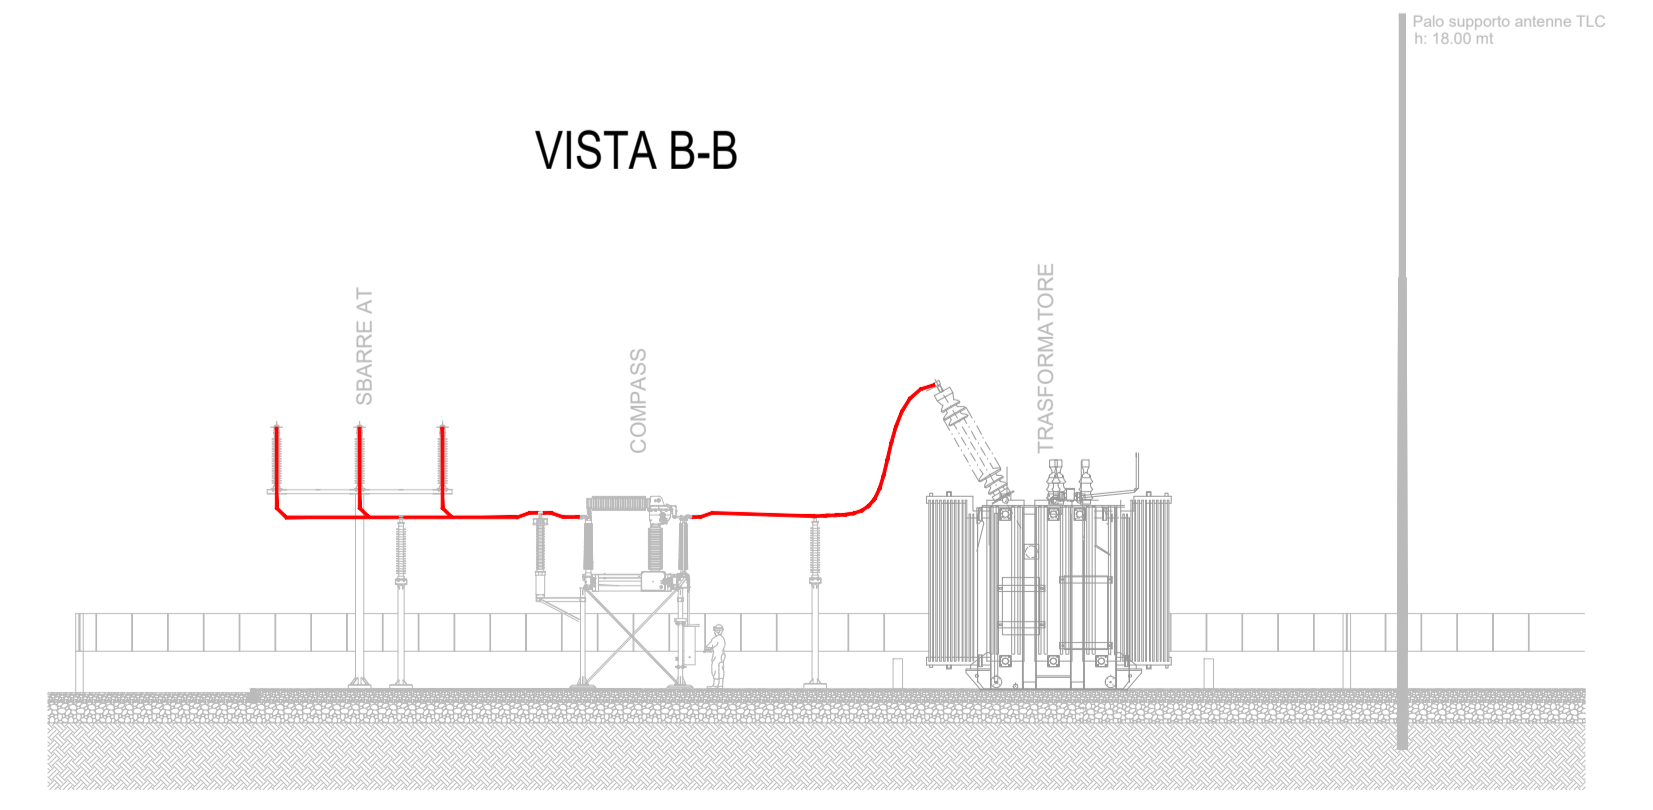 Palo supporto antenne TLC
h: 18.00 mt
VISTA B-B
SBARRE AT
COMPASS
TRASFORMATORE